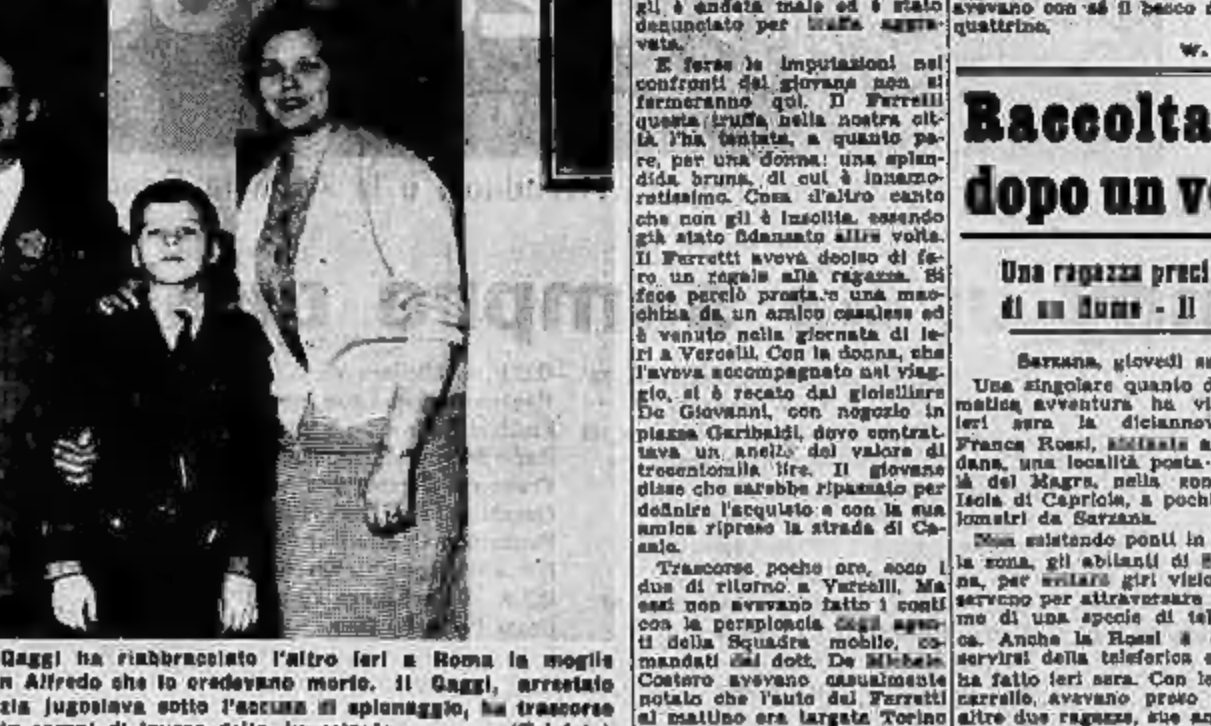 Gaggi ha riabbracciato l'altro ieri a Roma la moglie
n Alfredo che lo credevano morto. Il Gaggi, arrestato
zia jugoslava sotto l'accusa di spionaggio, ha trascorso
gli è andata male ed è stato
denunciato per truffa aggra-
vata.
E forse le imputazioni nei
confronti del giovane non si
fermeranno qui. Il Ferretti
questa truffa nella nostra cit-
tà l'ha tentata, a quanto pa-
re, per una donna: una splen-
dida bruna, di cui è innamo-
ratissimo. Cosa d'altro canto
che non gli è insolita, essendo
già stato fidanzato altre volte.
Il Ferretti aveva deciso di fa-
re un regalo alla ragazza. Si
fece perciò prestare una mac-
china da un amico casalese ed
è venuto nella giornata di ie-
ri a Vercelli. Con la donna, che
l'aveva accompagnato nel viag-
gio, si è recato dal gioielliere
De Giovanni, con negozio in
piazza Garibaldi, dove contrat-
tava un anello del valore di
trecentomila lire. Il giovane
disse che sarebbe ripassato per
definire l'acquisto e con la sua
amica riprese la strada di Ca-
sale.
Trascorse poche ore, ecco i
due di ritorno a Vercelli. Ma
essi non avevano fatto i conti
con la perspicacia degli agen-
ti della Squadra mobile, co-
mandati dal dott. De
Costoro avevano casualmente
notato che l'auto del Ferretti
al mattino era targata Torino
avevano con sé il becco d
quattrino.
w.
Raccolta
dopo un v
Una ragazza preci
di un fiume - Il
Sarzana, giovedì se
Una singolare quanto d
matica avventura ha vi
ieri sera la diciannov
Franca Rossi, abitante a
dana, una località posta
là del Magra, nella zon
Isola di Capriola, a pochi
lometri da Sarzana.
Non esistendo ponti in
la zona, gli abitanti di
na, per evitare giri vizio
servono per attraversare
me di una specie di tel
ca. Anche la Rossi è
servirsi della teleferica e
ha fatto ieri sera. Con le
carrello, avevano preso
altre due ragazze, due am